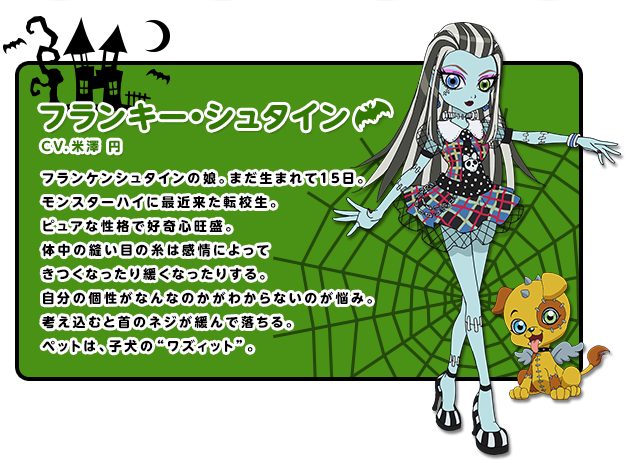 フランキー・シュタイン
CV.米澤 円
フランケンシュタインの娘。まだ生まれて15日。
モンスターハイに最近来た転校生。
ピュアな性格で好奇心旺盛。
体中の縫い目の糸は感情によって
きつくなったり緩くなったりする。
自分の個性がなんなのかがわからないのが悩み。
考え込むと首のネジが緩んで落ちる。
ペットは、子犬の“ワズィット”。